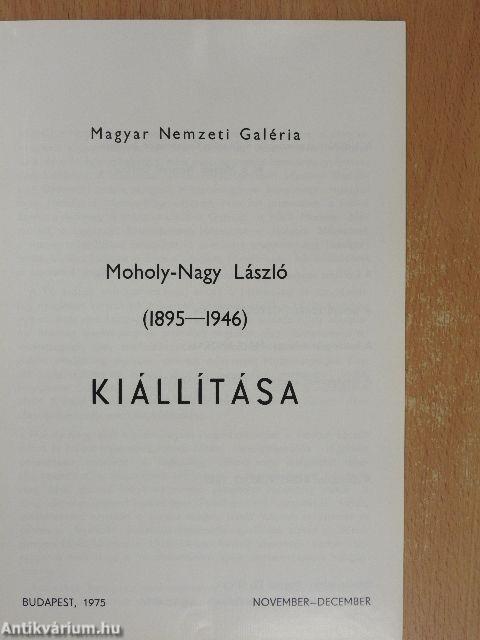 Magyar Nemzeti Galéria
Moholy-Nagy László
(1895—1946)
KIÁLLÍTÁSA
BUDAPEST, 1975 NOVEMBER–DECEMBER
Antikvárium.hu